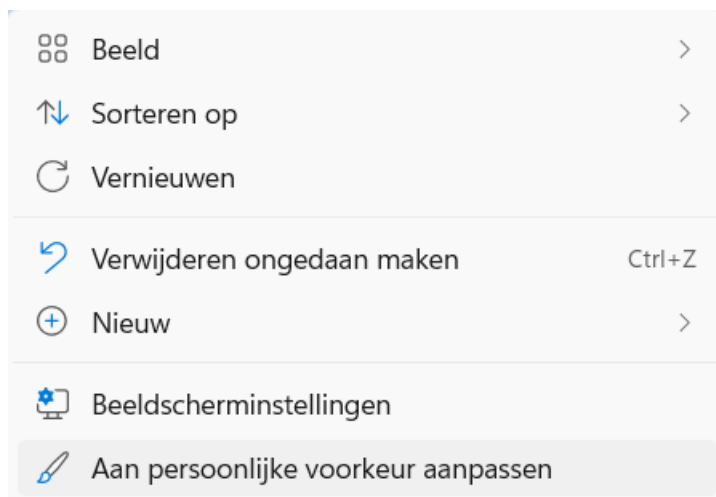 Beeld
Sorteren op
Vernieuwen
Verwijderen ongedaan maken Ctrl+Z
Nieuw
Beeldscherminstellingen
Aan persoonlijke voorkeur aanpassen